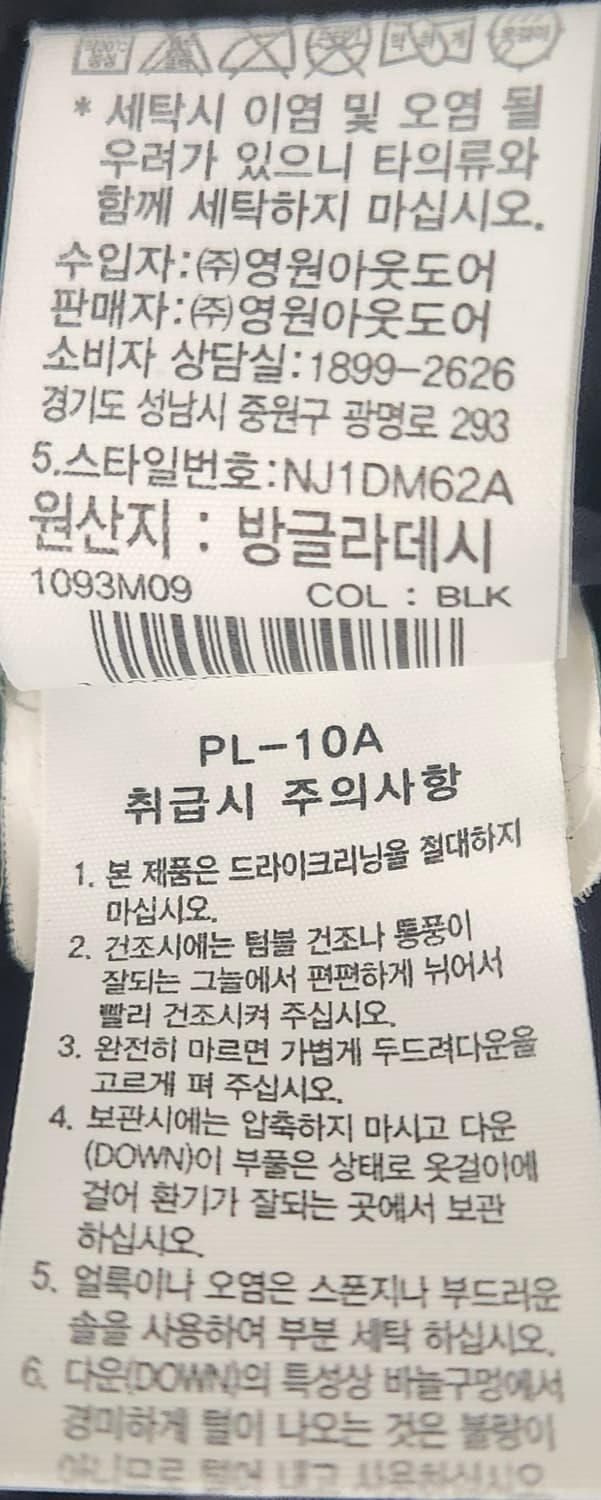 * 세탁시 이염 및 오염 될
우려가 있으니 타의류와
함께 세탁하지 마십시오.
수입자:㈜영원아웃도어
판매자:㈜영원아웃도어
소비자 상담실:1899-2626
경기도 성남시 중원구 광명로 293
5.스타일번호:NJ1DM62A
원산지 : 방글라데시
1093M09 COL : BLK
PL-10A
취급시 주의사항
1. 본 제품은 드라이크리닝을 절대하지
마십시오.
2. 건조시에는 텀블 건조나 통풍이
잘되는 그늘에서 편편하게 뉘어서
빨리 건조시켜 주십시오.
3. 완전히 마르면 가볍게 두드려다운을
고르게 펴 주십시오.
4. 보관시에는 압축하지 마시고 다운
(DOWN)이 부풀은 상태로 옷걸이에
걸어 환기가 잘되는 곳에서 보관
하십시오.
5. 얼룩이나 오염은 스폰지나 부드러운
솔을 사용하여 부분 세탁 하십시오.
6. 다운(DOWN)의 특성상 바늘구멍에서
경미하게 털이 나오는 것은 불량이
아니므로 털어 내고 사용하십시오